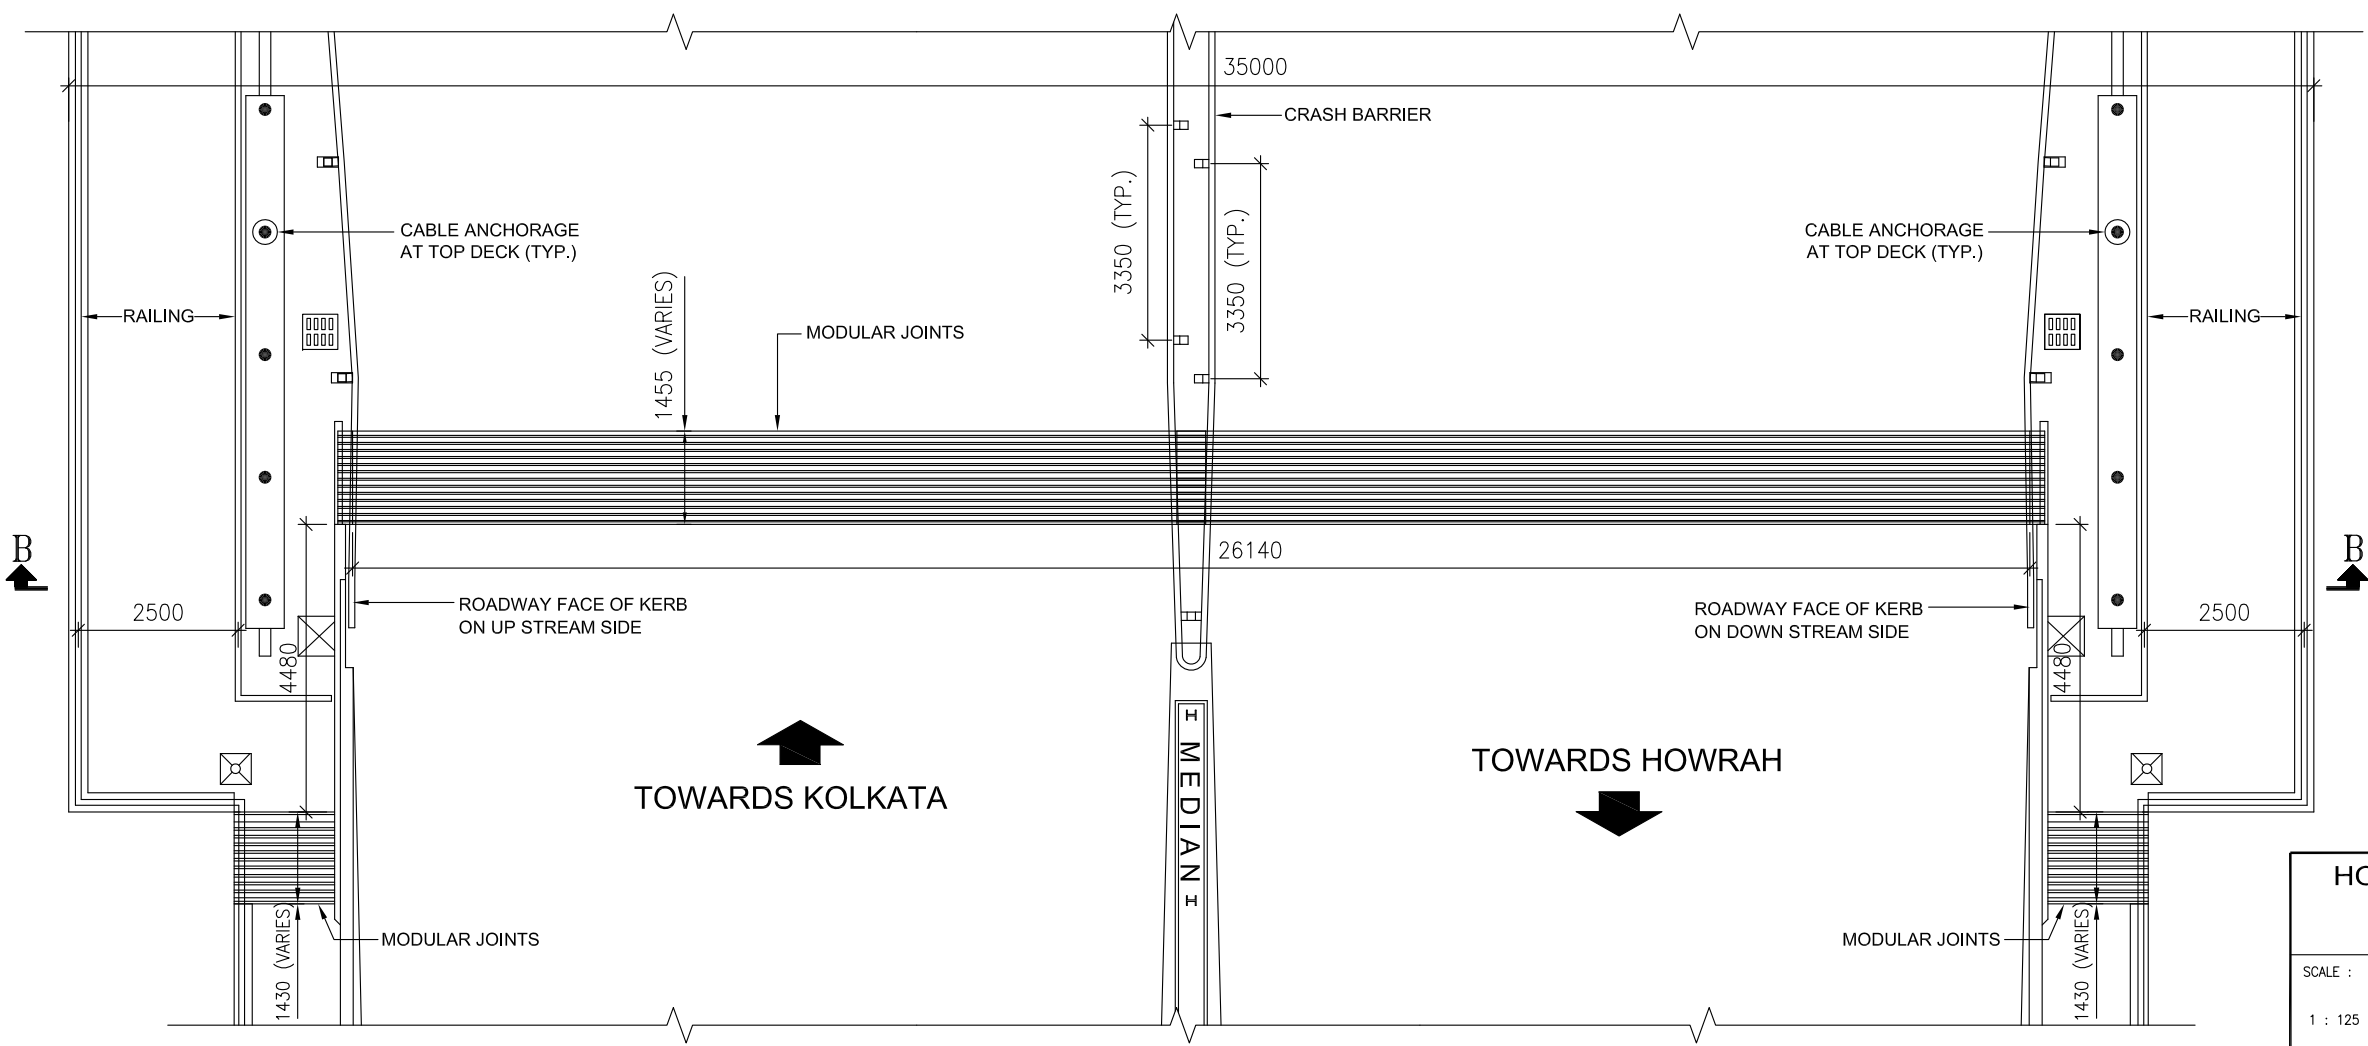 35000
CRASH BARRIER
3350 (TYP.)
3350 (TYP.)
CABLE ANCHORAGE
AT TOP DECK (TYP.)
CABLE ANCHORAGE
AT TOP DECK (TYP.)
RAILING
1455 (VARIES)
MODULAR JOINTS
RAILING
B
26140
B
2500
ROADWAY FACE OF KERB
ON UP STREAM SIDE
ROADWAY FACE OF KERB
ON DOWN STREAM SIDE
2500
4480
4480
MEDIAN
TOWARDS KOLKATA
TOWARDS HOWRAH
HO
MODULAR JOINTS
MODULAR JOINTS
1430 (VARIES)
1430 (VARIES)
SCALE :
1 : 125